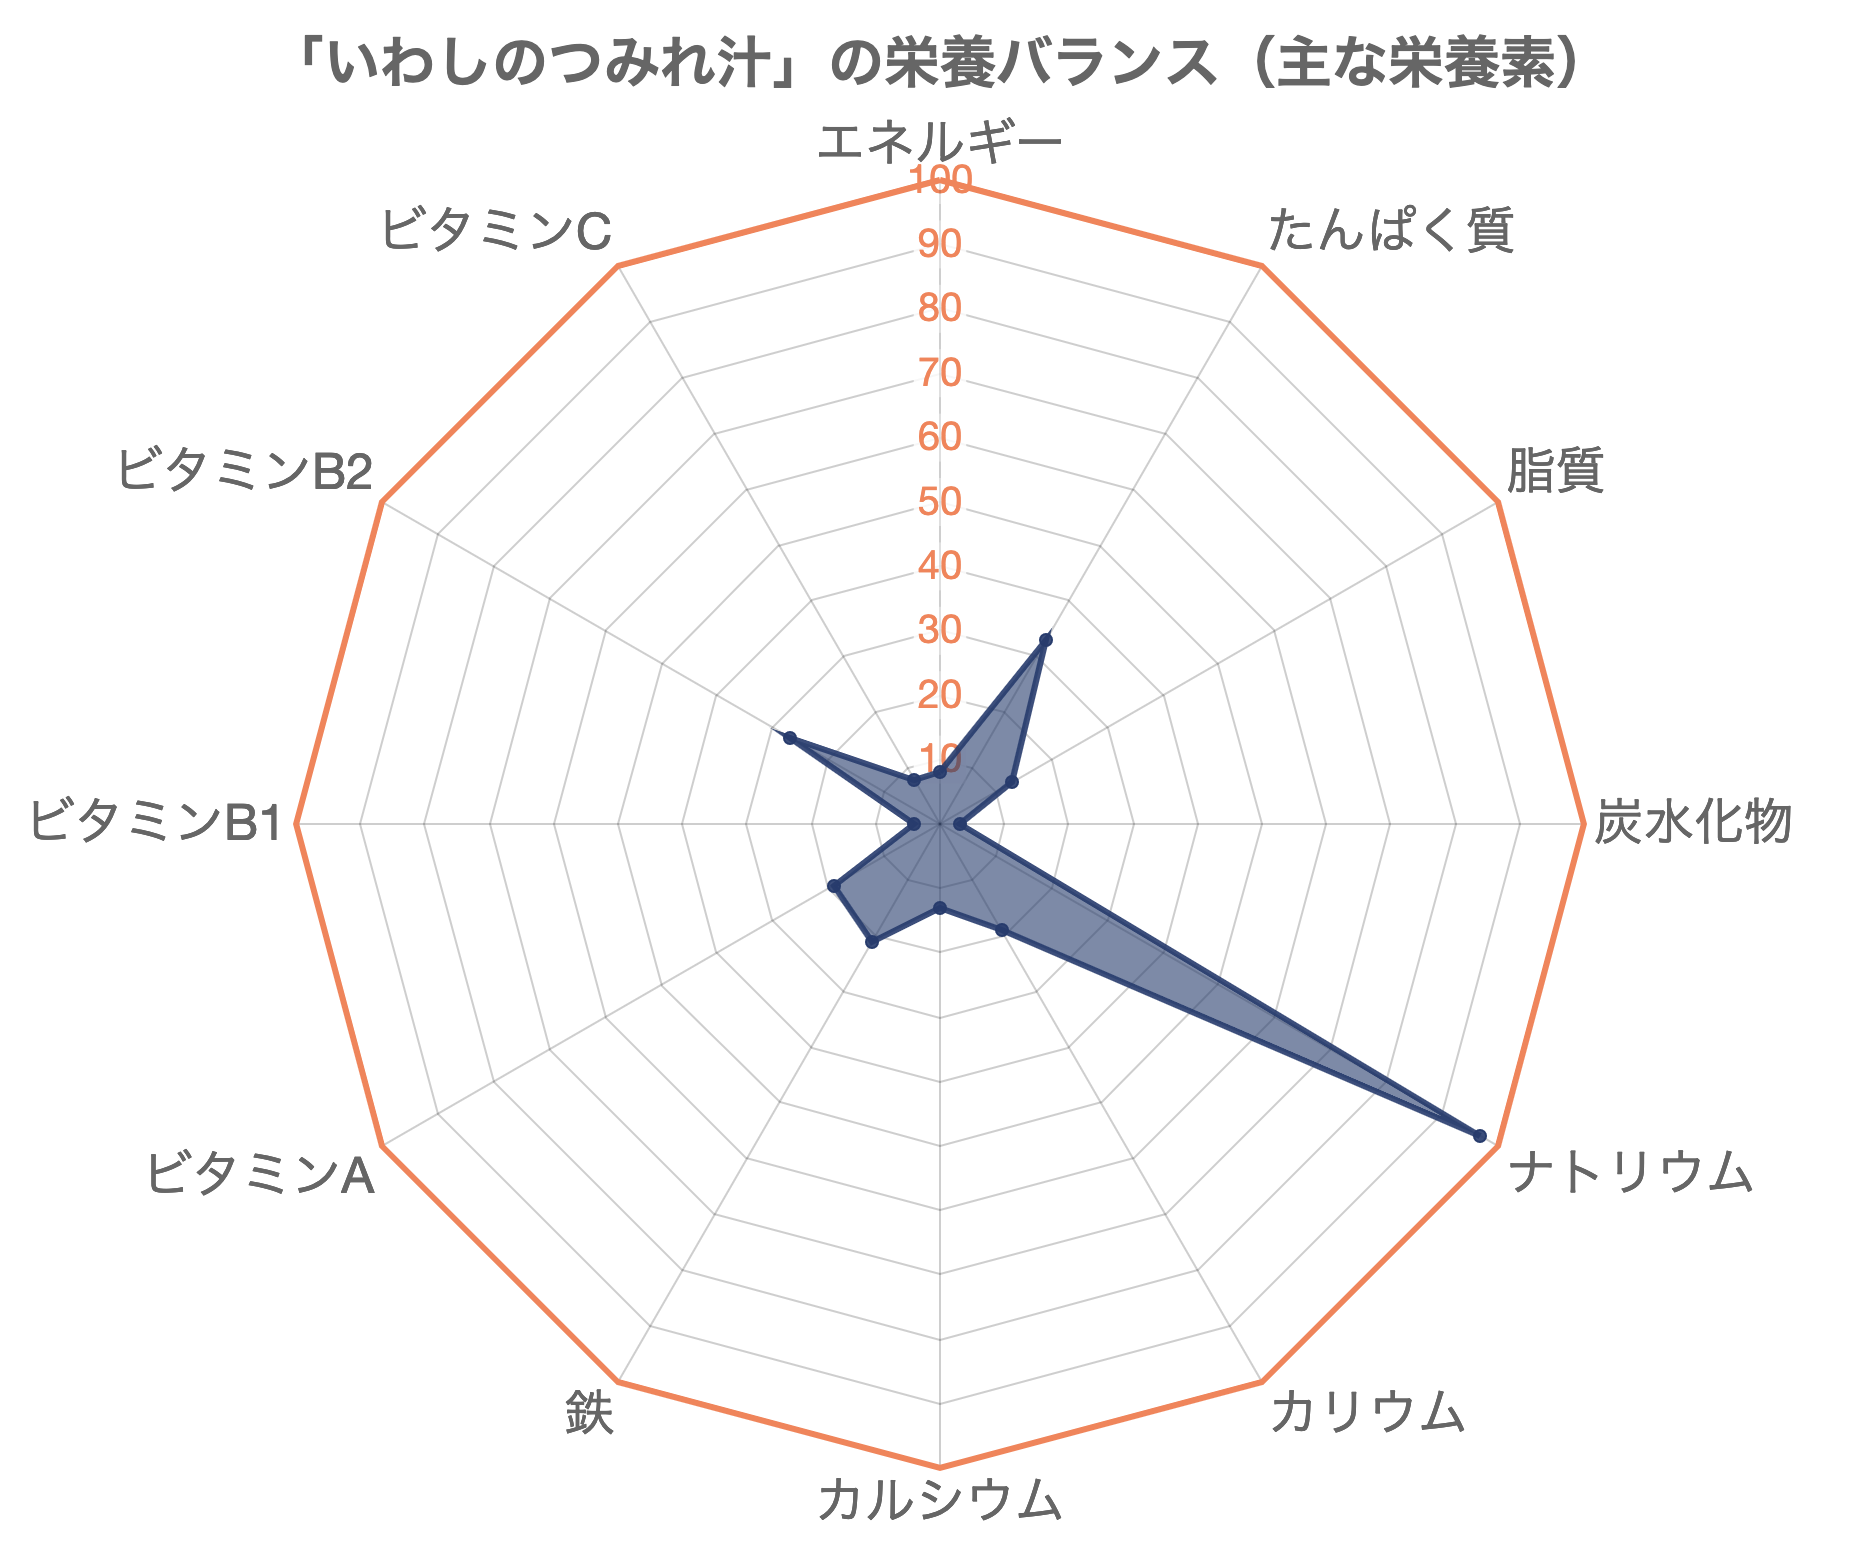 「いわしのつみれ汁」の栄養バランス（主な栄養素）
エネルギー
100
90
80
70
60
50
40
30
20
10
たんぱく質
脂質
炭水化物
ナトリウム
カリウム
カルシウム
鉄
ビタミンA
ビタミンB1
ビタミンB2
ビタミンC